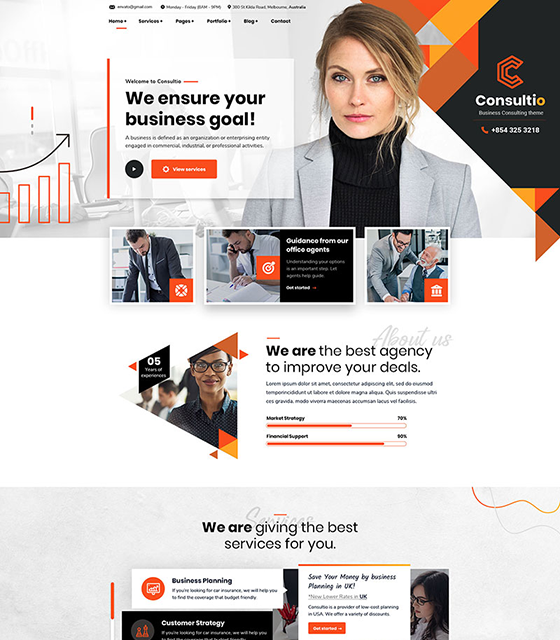 envato@gmail.com Monday - Friday (8AM - 5PM) 380 St Kilda Road, Melbourne, Australia
Home Services Pages Portfolio Blog Contact
Consultio
Business Consulting theme
+854 325 3218
Welcome to Consultio
We ensure your
business goal!
A business is defined as an organization or enterprising entity
engaged in commercial, industrial, or professional activities.
View services
Guidance from our
office agents
Understanding your options
is an important step. Let
agents help guide.
Get started
05
Years of
experiences
About us
We are the best agency
to improve your deals.
Lorem ipsum dolor sit amet, consectetur adipiscing elit, sed do eiusmod
temporincididunt ut labore et dolore magna aliqua. Quis suspendisse ultri
ces gravida. modo viverra maecenas accumsan lacus vel facilisis.
Market Strategy 70%
Financial Support 90%
Services
We are giving the best
services for you.
Business Planning
If you're looking for car insurance, we will help you
to find the coverage that budget friendly.
Customer Strategy
If you're looking for car insurance, we will help you
to find the coverage that budget friendly.
Save Your Money by business
Planning in UK!
*New Lower Rates in UK
Consultio is a provider of low-cost planning
in USA. We offer a variety of discounts.
Get started